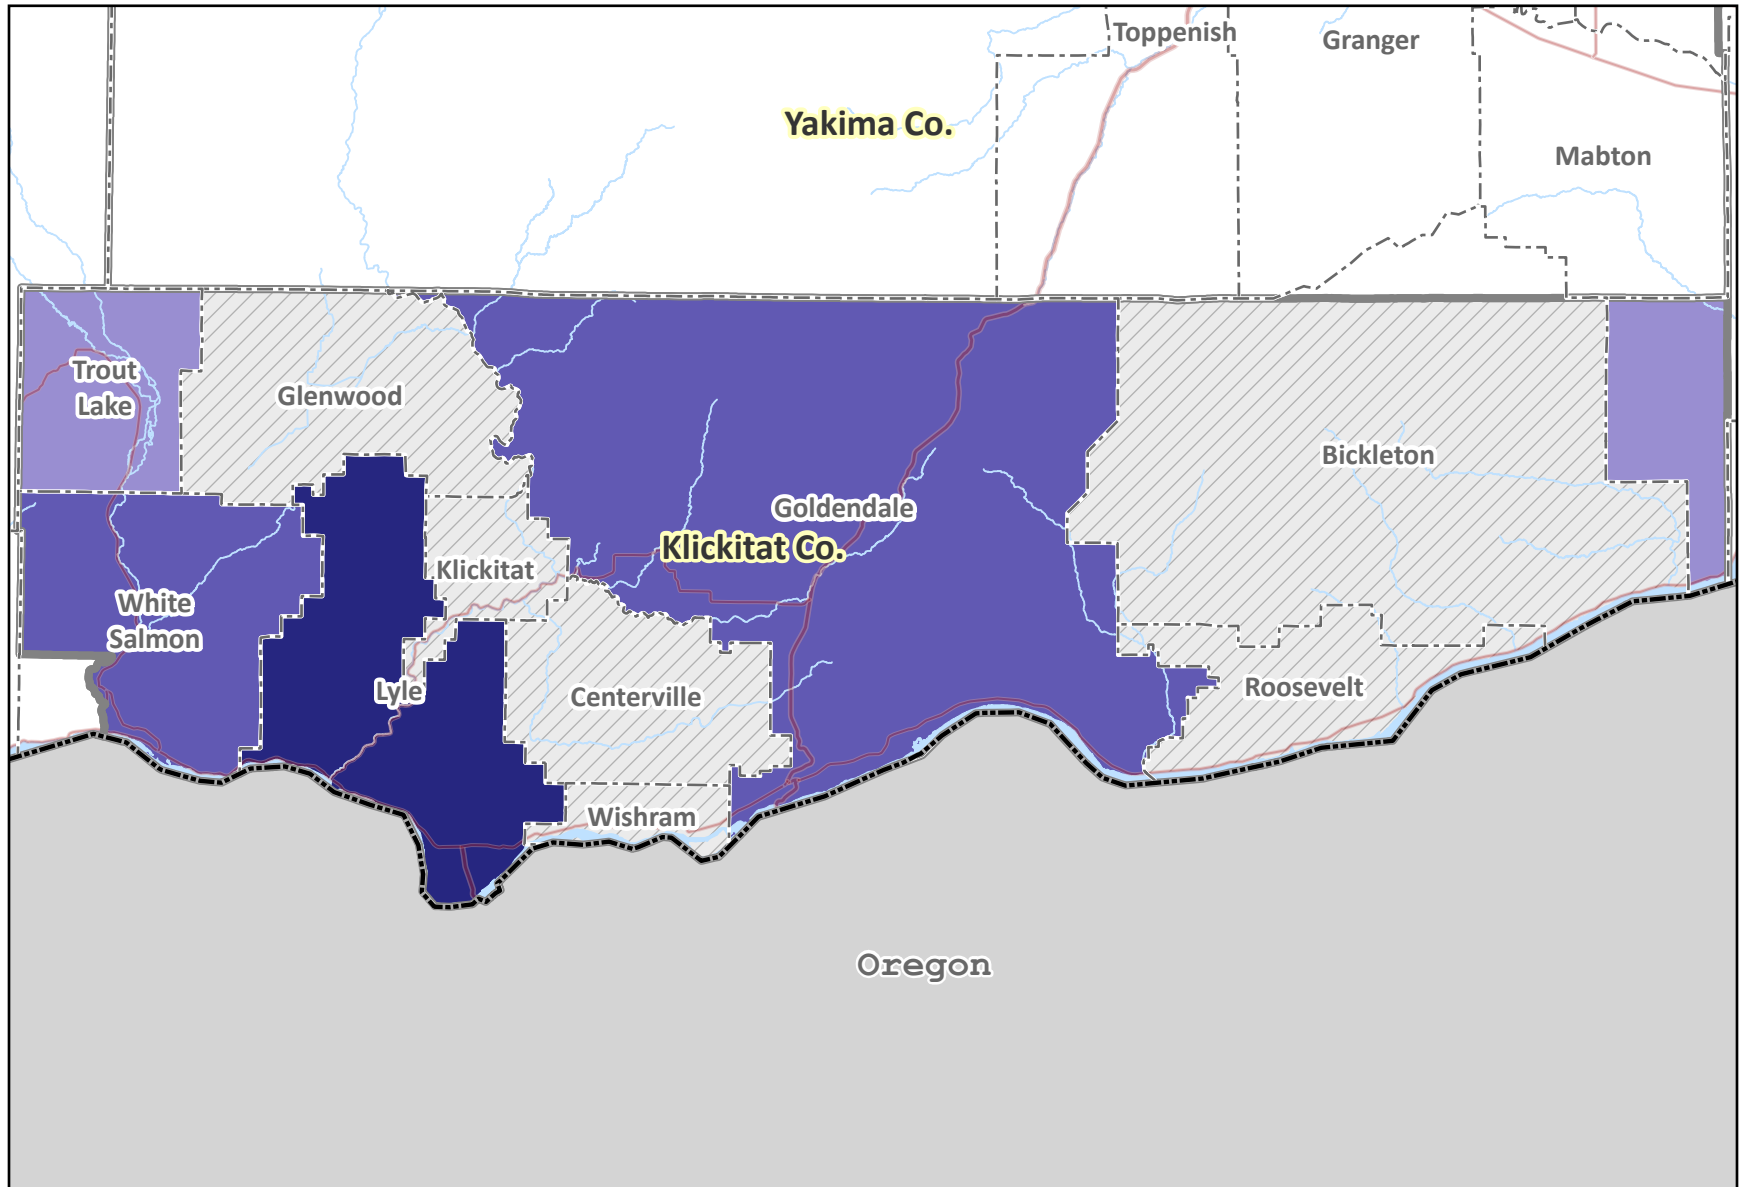 Toppenish
Granger
Yakima Co.
Mabton
Trout
Lake
Glenwood
Bickleton
Goldendale
Klickitat Co.
Klickitat
White
Salmon
Lyle
Centerville
Roosevelt
Wishram
Oregon